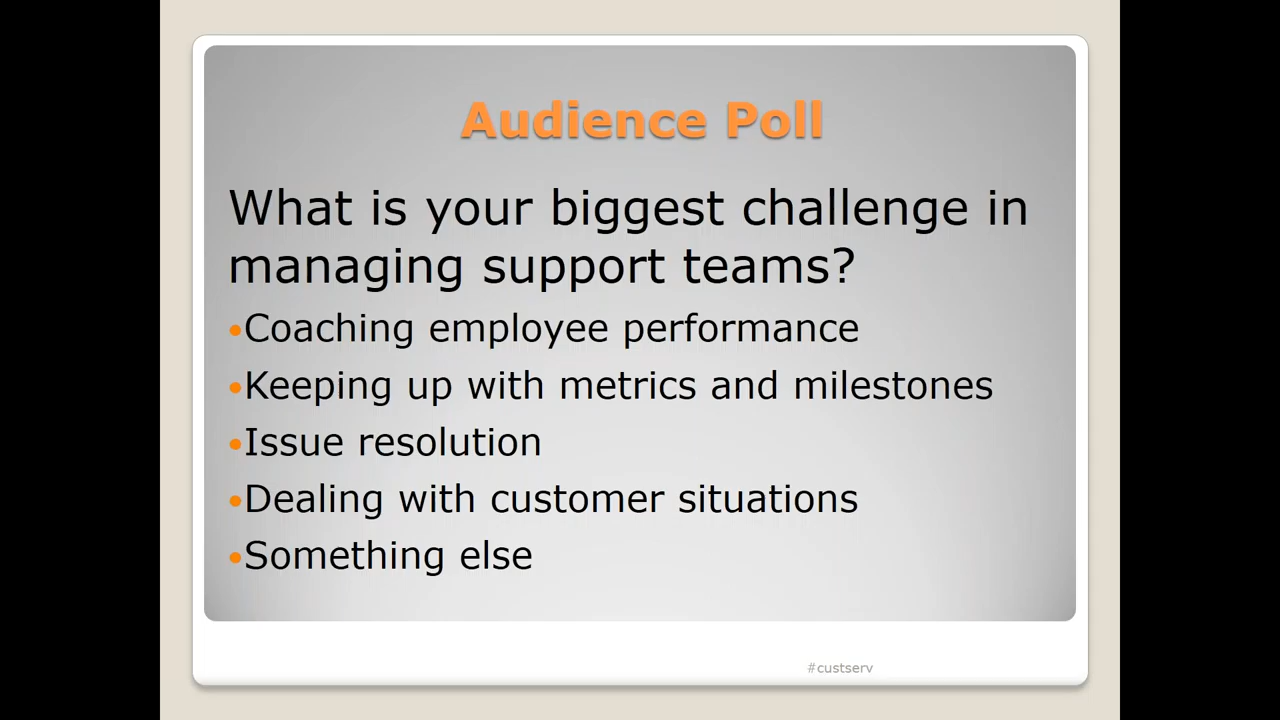 Audience Poll
What is your biggest challenge in
managing support teams?
•Coaching employee performance
•Keeping up with metrics and milestones
•Issue resolution
•Dealing with customer situations
•Something else
#custserv